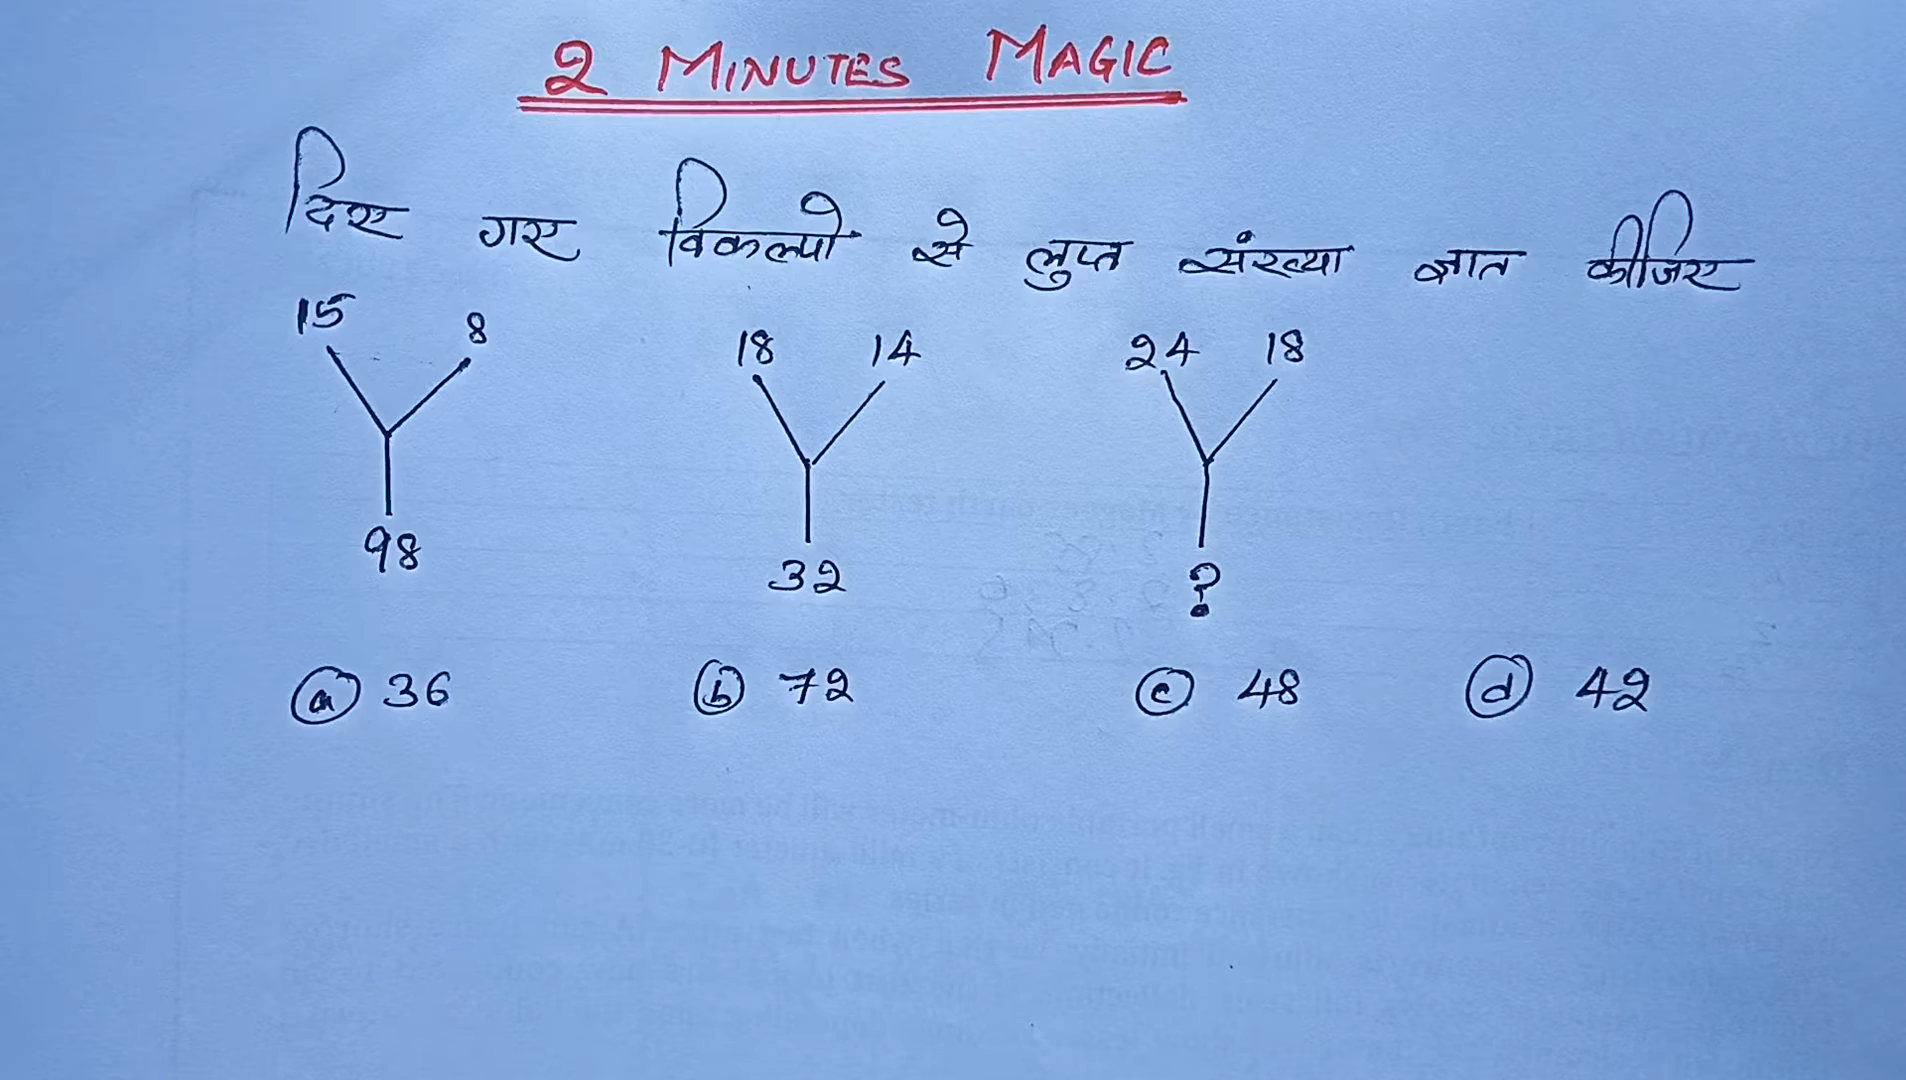 2 MINUTES MAGIC
दिए गए विकल्पो से लुप्त संख्या ज्ञात कीजिए
15 8 18 14 24 18
98 32 ?
(a) 36 (b) 72 (c) 48 (d) 42